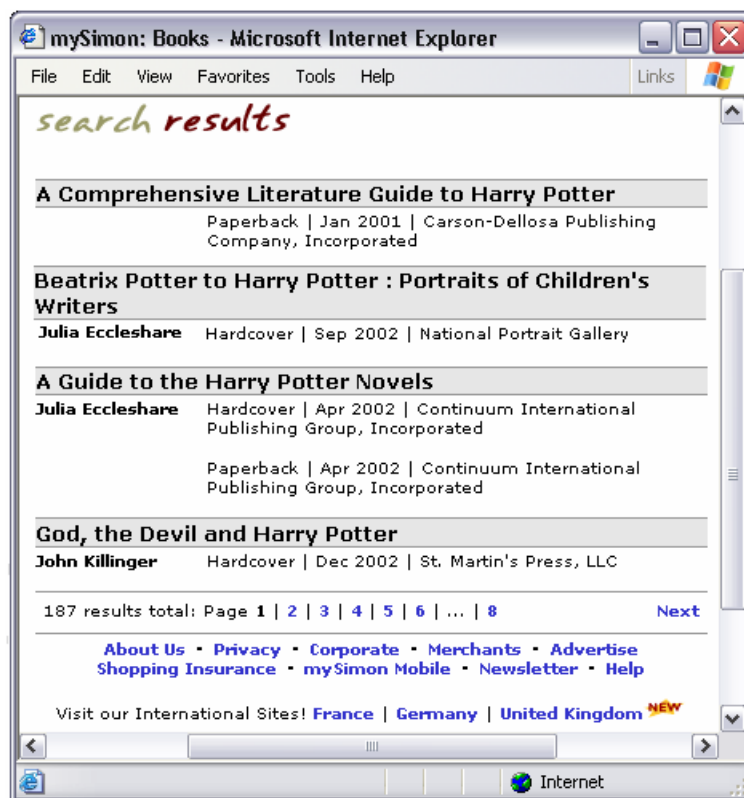 mySimon: Books - Microsoft Internet Explorer
File Edit View Favorites Tools Help Links
search results
A Comprehensive Literature Guide to Harry Potter
Paperback | Jan 2001 | Carson-Dellosa Publishing
Company, Incorporated
Beatrix Potter to Harry Potter : Portraits of Children's
Writers
Julia Eccleshare Hardcover | Sep 2002 | National Portrait Gallery
A Guide to the Harry Potter Novels
Julia Eccleshare Hardcover | Apr 2002 | Continuum International
Publishing Group, Incorporated
Paperback | Apr 2002 | Continuum International
Publishing Group, Incorporated
God, the Devil and Harry Potter
John Killinger Hardcover | Dec 2002 | St. Martin's Press, LLC
187 results total: Page 1 | 2 | 3 | 4 | 5 | 6 | ... | 8 Next
About Us · Privacy · Corporate · Merchants · Advertise
Shopping Insurance · mySimon Mobile · Newsletter · Help
Visit our International Sites! France | Germany | United Kingdom NEW
Internet